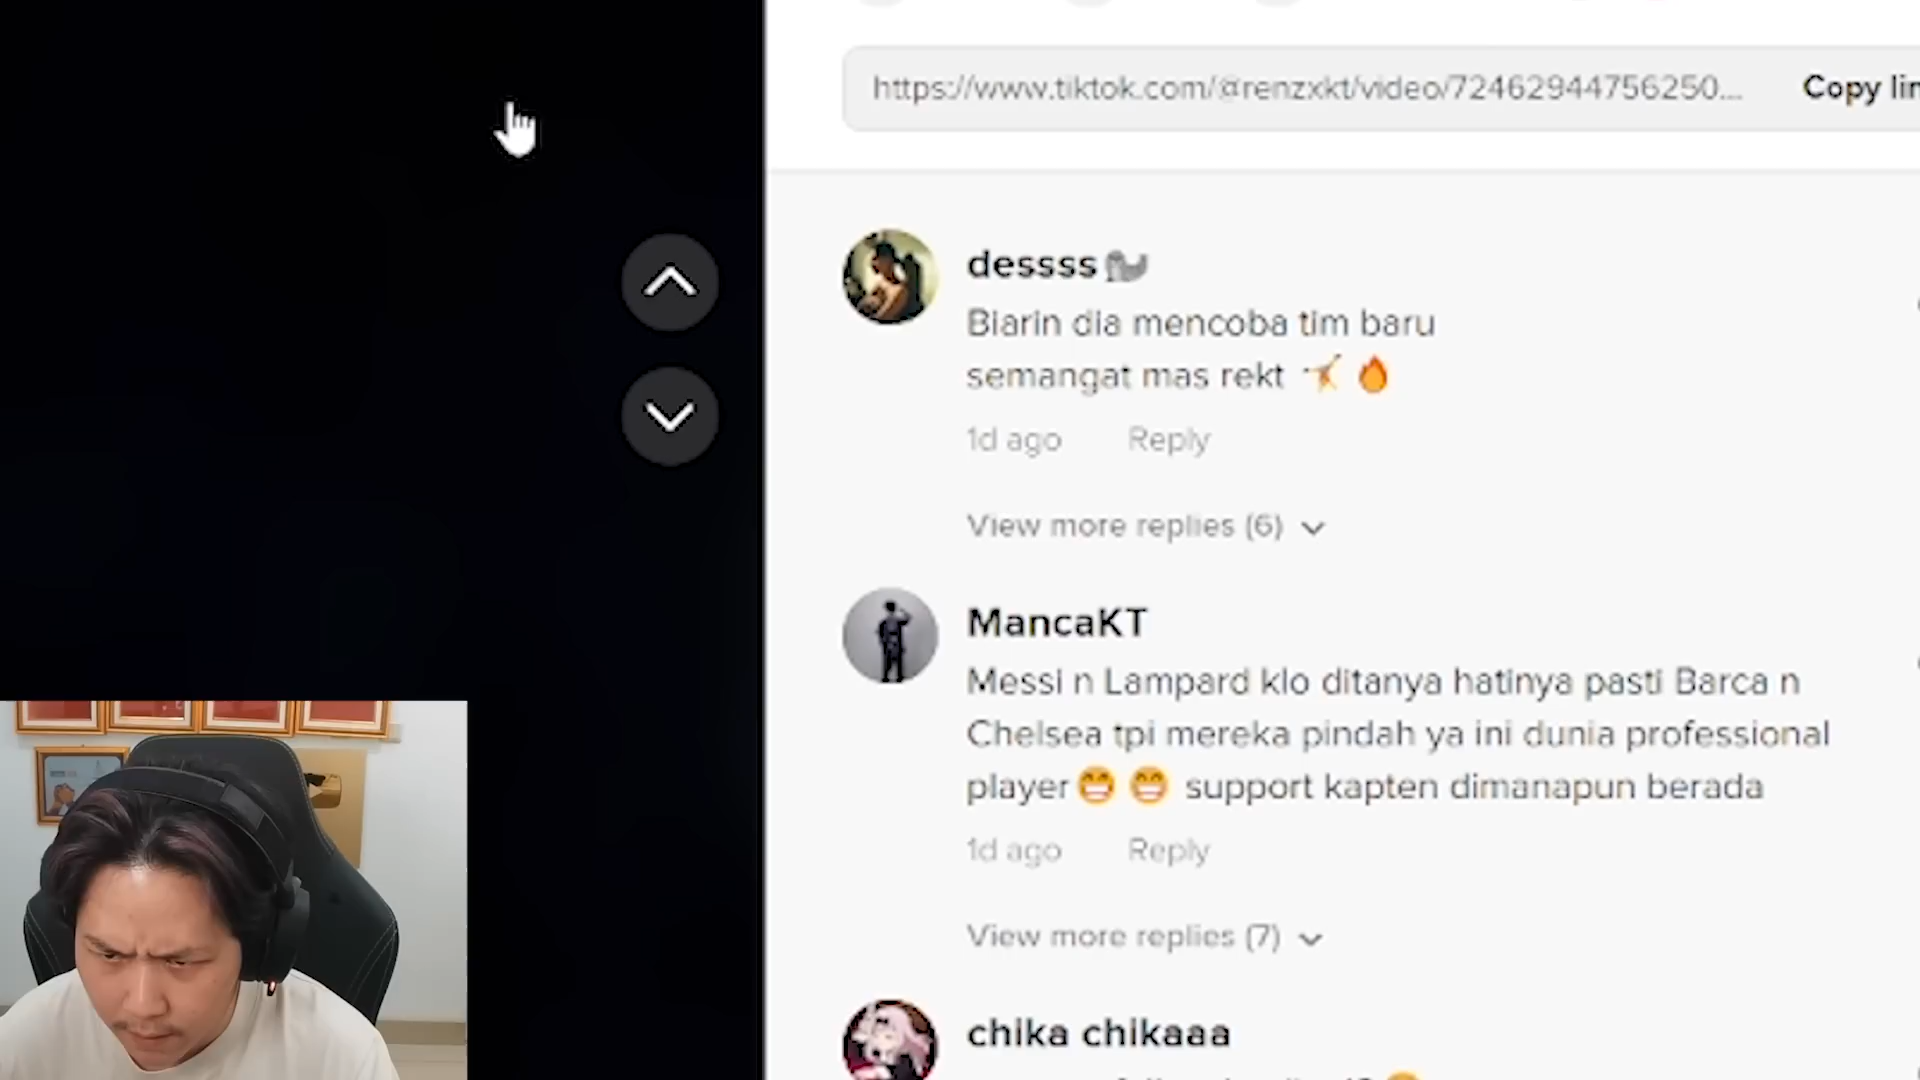 https://www.tiktok.com/@renzxkt/video/72462944756250...
Copy lin
dessss
Biarin dia mencoba tim baru
semangat mas rekt
1d ago Reply
View more replies (6)
MancaKT
Messi n Lampard klo ditanya hatinya pasti Barca n
Chelsea tpi mereka pindah ya ini dunia professional
player😁😁 support kapten dimanapun berada
1d ago Reply
View more replies (7)
chika chikaaa